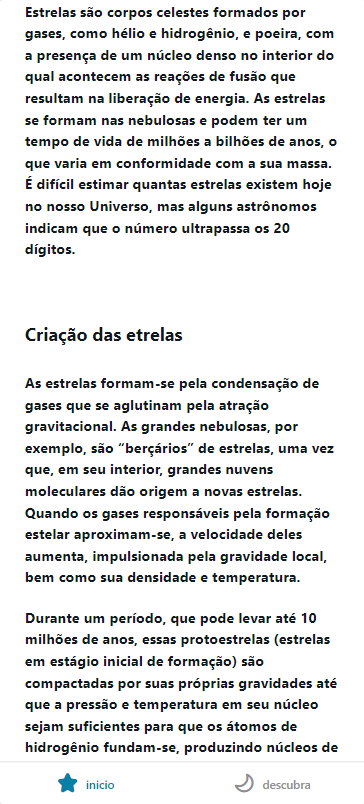 Estrelas são corpos celestes formados por
gases, como hélio e hidrogênio, e poeira, com
a presença de um núcleo denso no interior do
qual acontecem as reações de fusão que
resultam na liberação de energia. As estrelas
se formam nas nebulosas e podem ter um
tempo de vida de milhões a bilhões de anos, o
que varia em conformidade com a sua massa.
É difícil estimar quantas estrelas existem hoje
no nosso Universo, mas alguns astrônomos
indicam que o número ultrapassa os 20
dígitos.
Criação das etrelas
As estrelas formam-se pela condensação de
gases que se aglutinam pela atração
gravitacional. As grandes nebulosas, por
exemplo, são “berçários” de estrelas, uma vez
que, em seu interior, grandes nuvens
moleculares dão origem a novas estrelas.
Quando os gases responsáveis pela formação
estelar aproximam-se, a velocidade deles
aumenta, impulsionada pela gravidade local,
bem como sua densidade e temperatura.
Durante um período, que pode levar até 10
milhões de anos, essas protoestrelas (estrelas
em estágio inicial de formação) são
compactadas por suas próprias gravidades até
que a pressão e temperatura em seu núcleo
sejam suficientes para que os átomos de
hidrogênio fundam-se, produzindo núcleos de
inicio
descubra